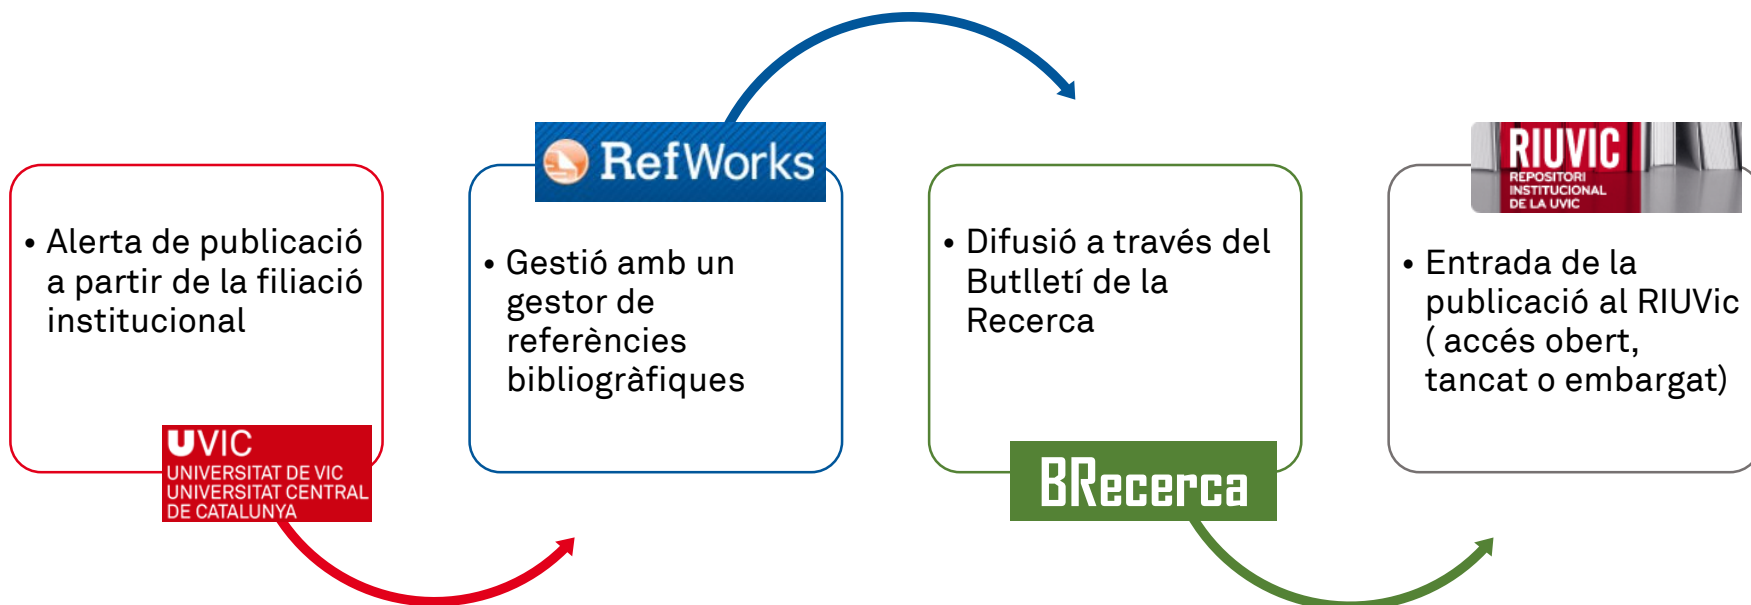 • Alerta de publicació
a partir de la filiació
institucional
UVIC
UNIVERSITAT DE VIC
UNIVERSITAT CENTRAL
DE CATALUNYA
RefWorks
• Gestió amb un
gestor de
referències
bibliogràfiques
• Difusió a través del
Butlletí de la
Recerca
BRecerca
RIUVIC
REPOSITORI
INSTITUCIONAL
DE LA UVIC
• Entrada de la
publicació al RIUVic
( accés obert,
tancat o embargat)